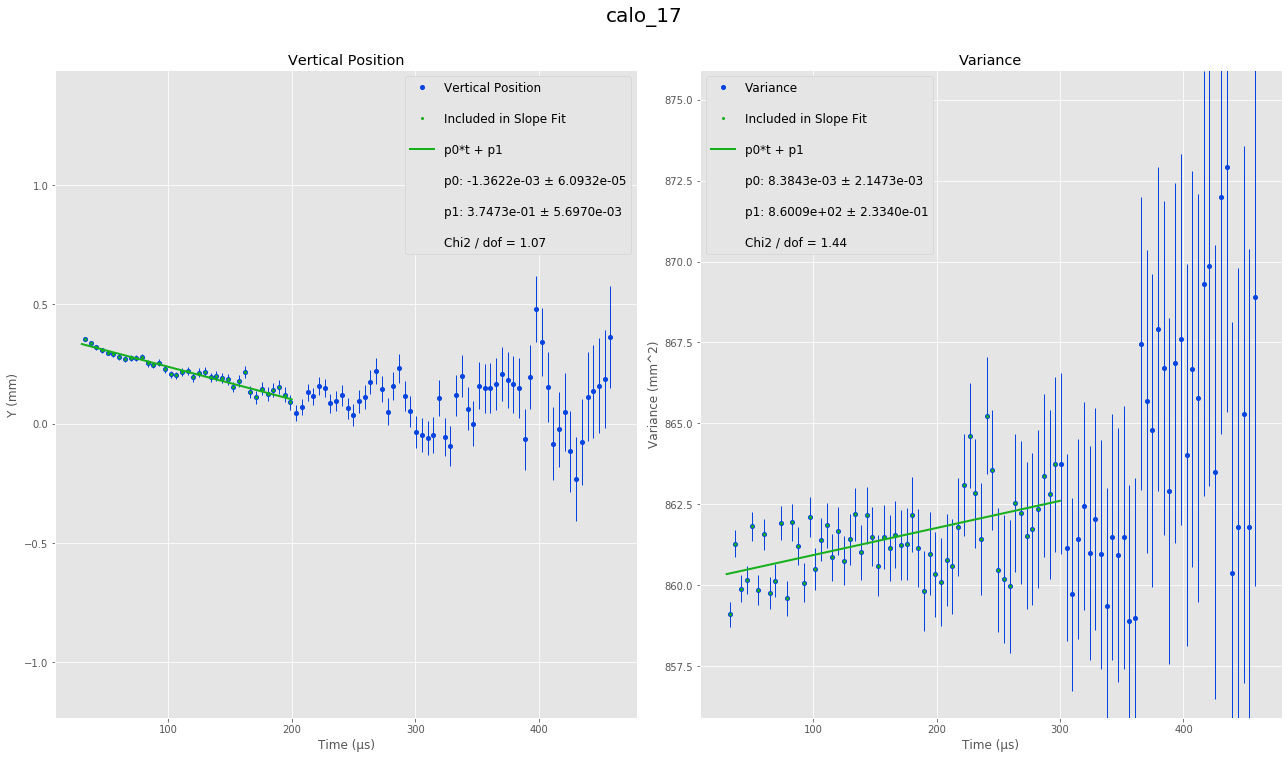 calo_17
Vertical Position
Vertical Position
Included in Slope Fit
p0*t + p1
p0: -1.3622e-03 ± 6.0932e-05
p1: 3.7473e-01 ± 5.6970e-03
Chi2 / dof = 1.07
1.0
0.5
0.0
−0.5
−1.0
Y (mm)
100
200
300
400
Time (μs)
Variance
Variance
Included in Slope Fit
p0*t + p1
p0: 8.3843e-03 ± 2.1473e-03
p1: 8.6009e+02 ± 2.3340e-01
Chi2 / dof = 1.44
875.0
872.5
870.0
867.5
865.0
862.5
860.0
857.5
Variance (mm^2)
100
200
300
400
Time (μs)